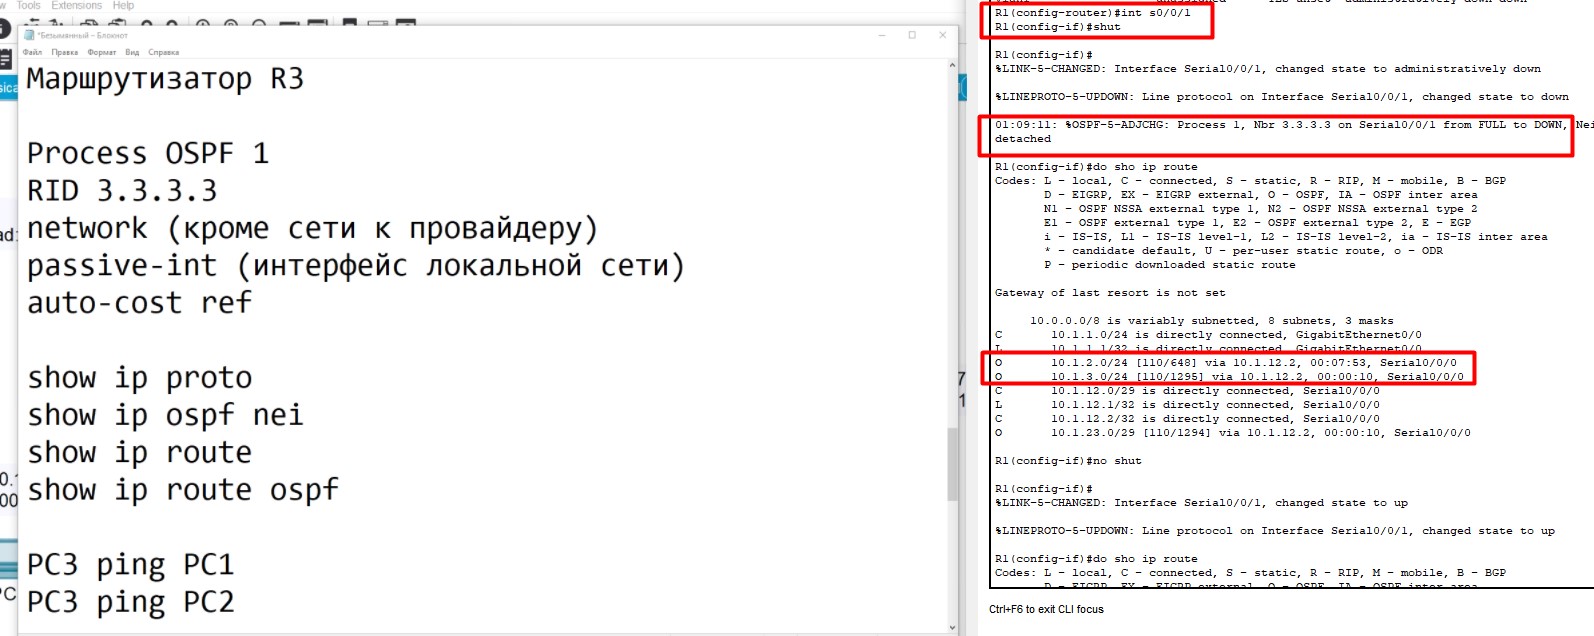 Tools Extensions Help
*Безымянный – Блокнот
Файл Правка Формат Вид Справка
Маршрутизатор R3
Process OSPF 1
RID 3.3.3.3
network (кроме сети к провайдеру)
passive-int (интерфейс локальной сети)
auto-cost ref
show ip proto
show ip ospf nei
show ip route
show ip route ospf
PC3 ping PC1
PC3 ping PC2
R1(config-router)#int s0/0/1
R1(config-if)#shut
R1(config-if)#
%LINK-5-CHANGED: Interface Serial0/0/1, changed state to administratively down
%LINEPROTO-5-UPDOWN: Line protocol on Interface Serial0/0/1, changed state to down
01:09:11: %OSPF-5-ADJCHG: Process 1, Nbr 3.3.3.3 on Serial0/0/1 from FULL to DOWN, Nei
detached
R1(config-if)#do sho ip route
Codes: L - local, C - connected, S - static, R - RIP, M - mobile, B - BGP
D - EIGRP, EX - EIGRP external, O - OSPF, IA - OSPF inter area
N1 - OSPF NSSA external type 1, N2 - OSPF NSSA external type 2
E1 - OSPF external type 1, E2 - OSPF external type 2, E - EGP
i - IS-IS, L1 - IS-IS level-1, L2 - IS-IS level-2, ia - IS-IS inter area
* - candidate default, U - per-user static route, o - ODR
P - periodic downloaded static route
Gateway of last resort is not set
10.0.0.0/8 is variably subnetted, 8 subnets, 3 masks
C 10.1.1.0/24 is directly connected, GigabitEthernet0/0
L 10.1.1.1/32 is directly connected, GigabitEthernet0/0
O 10.1.2.0/24 [110/648] via 10.1.12.2, 00:07:53, Serial0/0/0
O 10.1.3.0/24 [110/1295] via 10.1.12.2, 00:00:10, Serial0/0/0
C 10.1.12.0/29 is directly connected, Serial0/0/0
L 10.1.12.1/32 is directly connected, Serial0/0/0
C 10.1.12.2/32 is directly connected, Serial0/0/0
O 10.1.23.0/29 [110/1294] via 10.1.12.2, 00:00:10, Serial0/0/0
R1(config-if)#no shut
R1(config-if)#
%LINK-5-CHANGED: Interface Serial0/0/1, changed state to up
%LINEPROTO-5-UPDOWN: Line protocol on Interface Serial0/0/1, changed state to up
R1(config-if)#do sho ip route
Codes: L - local, C - connected, S - static, R - RIP, M - mobile, B - BGP
D - EIGRP, EX - EIGRP external, O - OSPF, IA - OSPF inter area
Ctrl+F6 to exit CLI focus